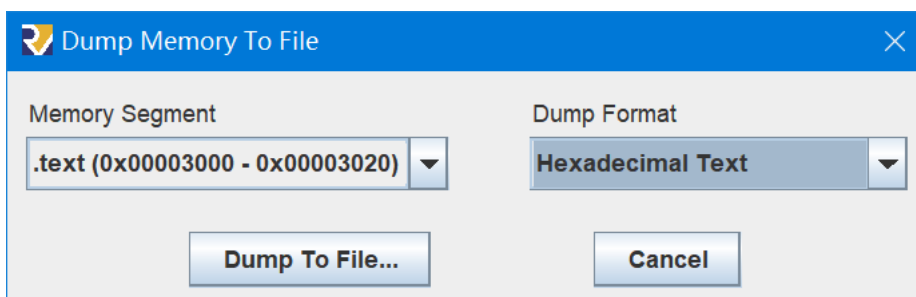 Dump Memory To File
Memory Segment
Dump Format
.text (0x00003000 - 0x00003020)
Hexadecimal Text
Dump To File...
Cancel